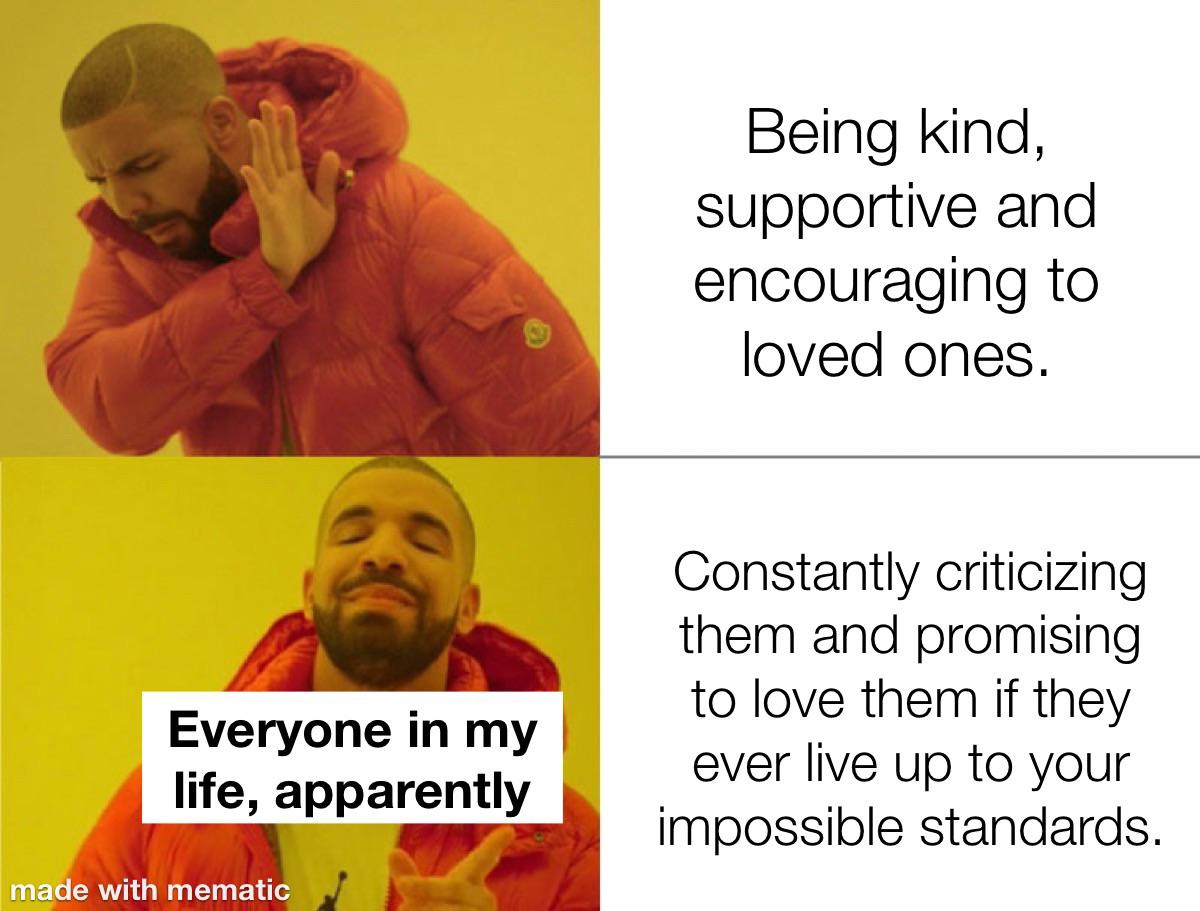 Being kind,
supportive and
encouraging to
loved ones.
Everyone in my
life, apparently
Constantly criticizing
them and promising
to love them if they
ever live up to your
impossible standards.
made with mematic